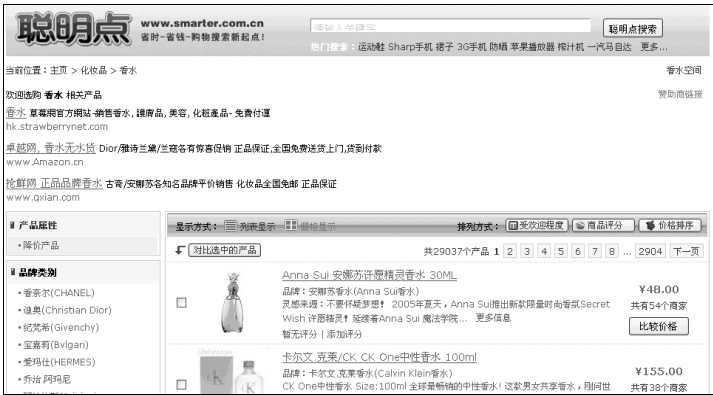 聪明点
www.smarter.com.cn
省时·省钱·购物搜索新起点!
请输入关键字
聪明点搜索
热门搜索: 运动鞋 Sharp手机 裙子 3G手机 防晒 苹果播放器 榨汁机 一汽马自达 更多...
当前位置: 主页 > 化妆品 > 香水
香水空间
欢迎选购 香水 相关产品
赞助商链接
香水 草莓網官方網站-銷售香水, 護膚品, 美容, 化粧產品- 免費付運
hk.strawberrynet.com
卓越网, 香水无水货 Dior/雅诗兰黛/兰寇各有惊喜促销 正品保证,全国免费送货上门,货到付款
www.Amazon.cn
抢鲜网 正品品牌香水 古奇/安娜苏各知名品牌平价销售 化妆品全国免邮 正品保证
www.qxian.com
产品属性
降价产品
品牌类别
香奈尔(CHANEL)
迪奥(Christian Dior)
纪梵希(Givenchy)
宝嘉莉(Bvlgari)
爱玛仕(HERMES)
乔治.阿玛尼
显示方式: 列表显示 橱格显示
排列方式: 受欢迎程度 商品评分 价格排序
对比选中的产品
共29037个产品 1 2 3 4 5 6 7 8 ... 2904 下一页
Anna Sui 安娜苏许愿精灵香水 30ML
品牌: 安娜苏香水(Anna Sui香水)
灵感来源: 不要怀疑梦想! 2005年夏天, Anna Sui推出新款限量时尚香氛Secret
Wish 许愿精灵! 延续着Anna Sui 魔法学院... 更多信息
暂无评分 | 添加评分
¥48.00
共有54个商家
比较价格
卡尔文.克莱/CK CK One中性香水 100ml
品牌: 卡尔文.克莱香水(Calvin Klein香水)
CK One中性香水 Size:100ml 全球最畅销的中性香水! 这款男女共享香水, 刚问世
¥155.00
共有38个商家